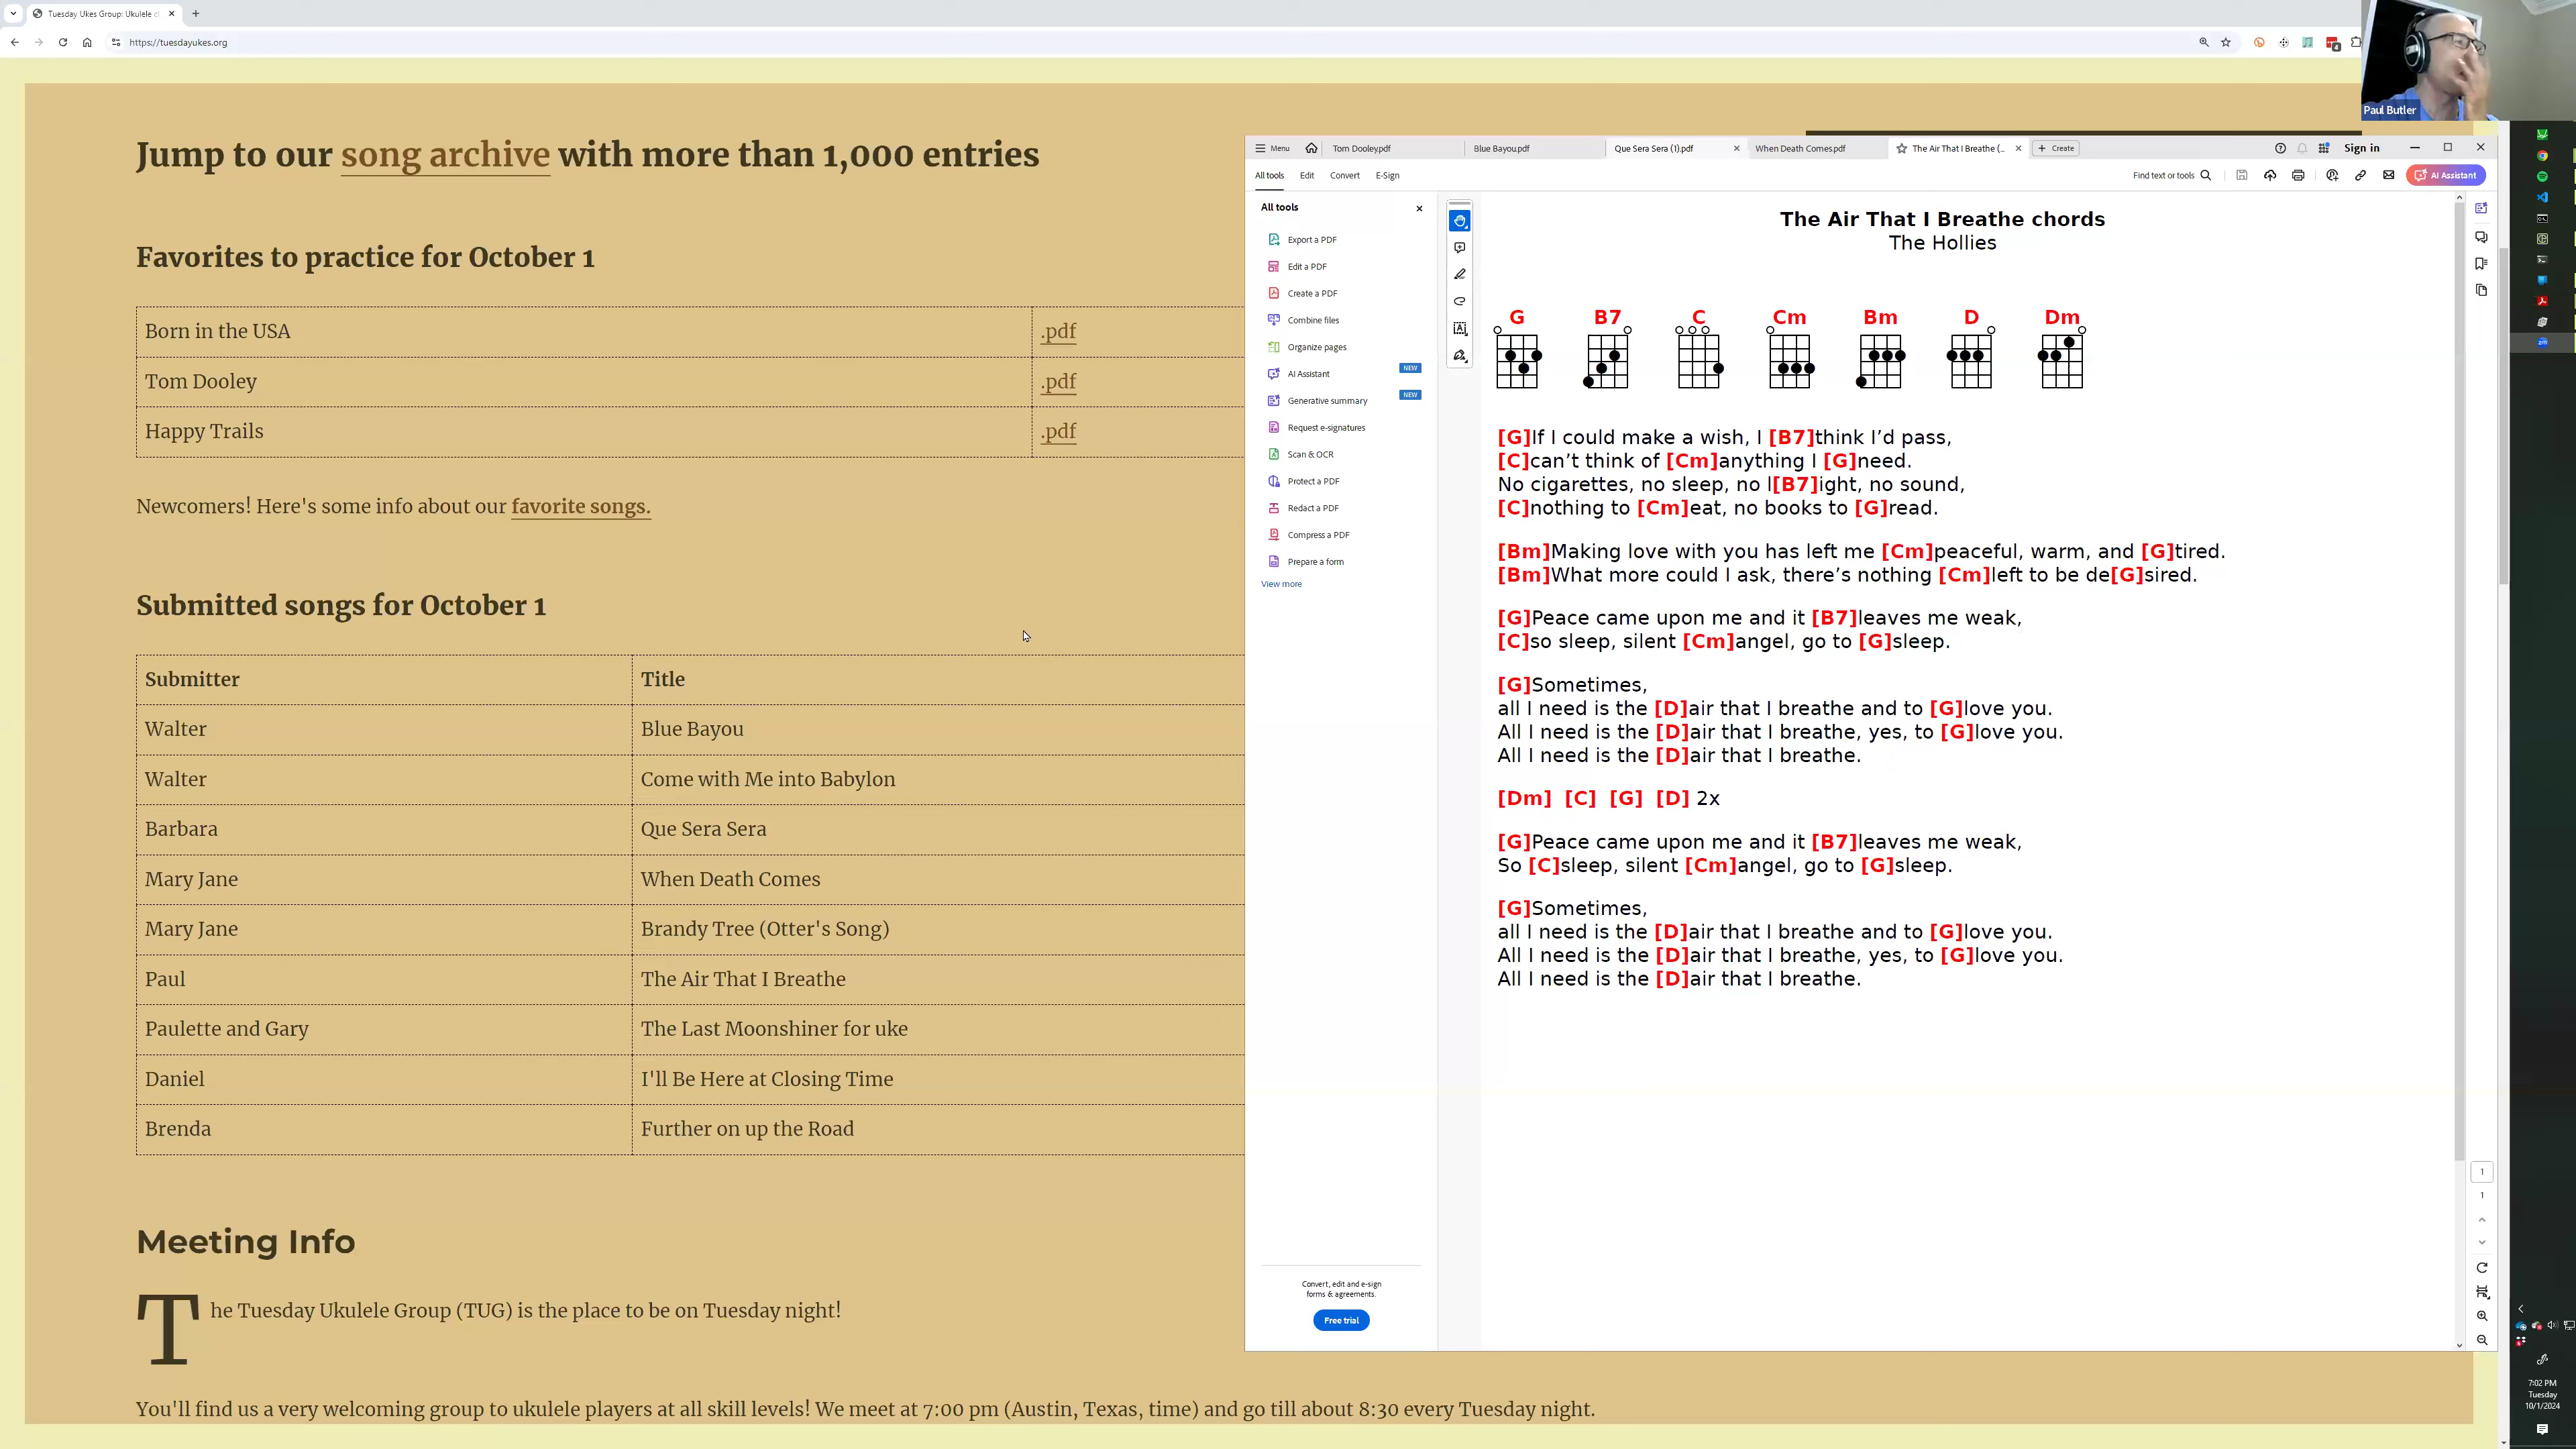 Tuesday Ukes Group: Ukulele c
https://tuesdayukes.org
Paul Butler
Jump to our song archive with more than 1,000 entries
Favorites to practice for October 1
Born in the USA .pdf
Tom Dooley .pdf
Happy Trails .pdf
Newcomers! Here's some info about our favorite songs.
Submitted songs for October 1
Submitter Title
Walter Blue Bayou
Walter Come with Me into Babylon
Barbara Que Sera Sera
Mary Jane When Death Comes
Mary Jane Brandy Tree (Otter's Song)
Paul The Air That I Breathe
Paulette and Gary The Last Moonshiner for uke
Daniel I'll Be Here at Closing Time
Brenda Further on up the Road
Meeting Info
The Tuesday Ukulele Group (TUG) is the place to be on Tuesday night!
You'll find us a very welcoming group to ukulele players at all skill levels! We meet at 7:00 pm (Austin, Texas, time) and go till about 8:30 every Tuesday night.
Menu Tom Dooley.pdf Blue Bayou.pdf Que Sera Sera (1).pdf When Death Comes.pdf The Air That I Breathe (... Create Sign in
All tools Edit Convert E-Sign Find text or tools AI Assistant
All tools
Export a PDF
Edit a PDF
Create a PDF
Combine files
Organize pages
AI Assistant NEW
Generative summary NEW
Request e-signatures
Scan & OCR
Protect a PDF
Redact a PDF
Compress a PDF
Prepare a form
View more
Convert, edit and e-sign
forms & agreements.
Free trial
The Air That I Breathe chords
The Hollies
G B7 C Cm Bm D Dm
[G]If I could make a wish, I [B7]think I’d pass,
[C]can’t think of [Cm]anything I [G]need.
No cigarettes, no sleep, no l[B7]ight, no sound,
[C]nothing to [Cm]eat, no books to [G]read.
[Bm]Making love with you has left me [Cm]peaceful, warm, and [G]tired.
[Bm]What more could I ask, there’s nothing [Cm]left to be de[G]sired.
[G]Peace came upon me and it [B7]leaves me weak,
[C]so sleep, silent [Cm]angel, go to [G]sleep.
[G]Sometimes,
all I need is the [D]air that I breathe and to [G]love you.
All I need is the [D]air that I breathe, yes, to [G]love you.
All I need is the [D]air that I breathe.
[Dm] [C] [G] [D] 2x
[G]Peace came upon me and it [B7]leaves me weak,
So [C]sleep, silent [Cm]angel, go to [G]sleep.
[G]Sometimes,
all I need is the [D]air that I breathe and to [G]love you.
All I need is the [D]air that I breathe, yes, to [G]love you.
All I need is the [D]air that I breathe.
1
1
7:02 PM
Tuesday
10/1/2024